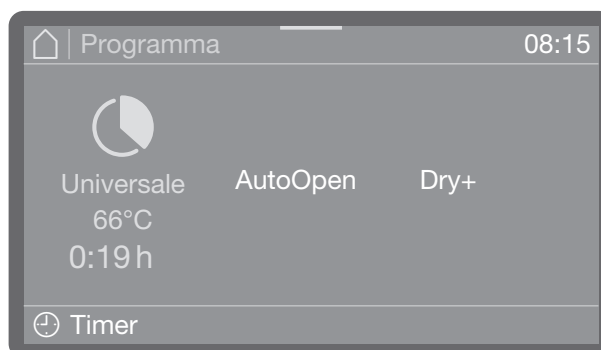 Programma 08:15
Universale AutoOpen Dry+
66°C
0:19 h
Timer